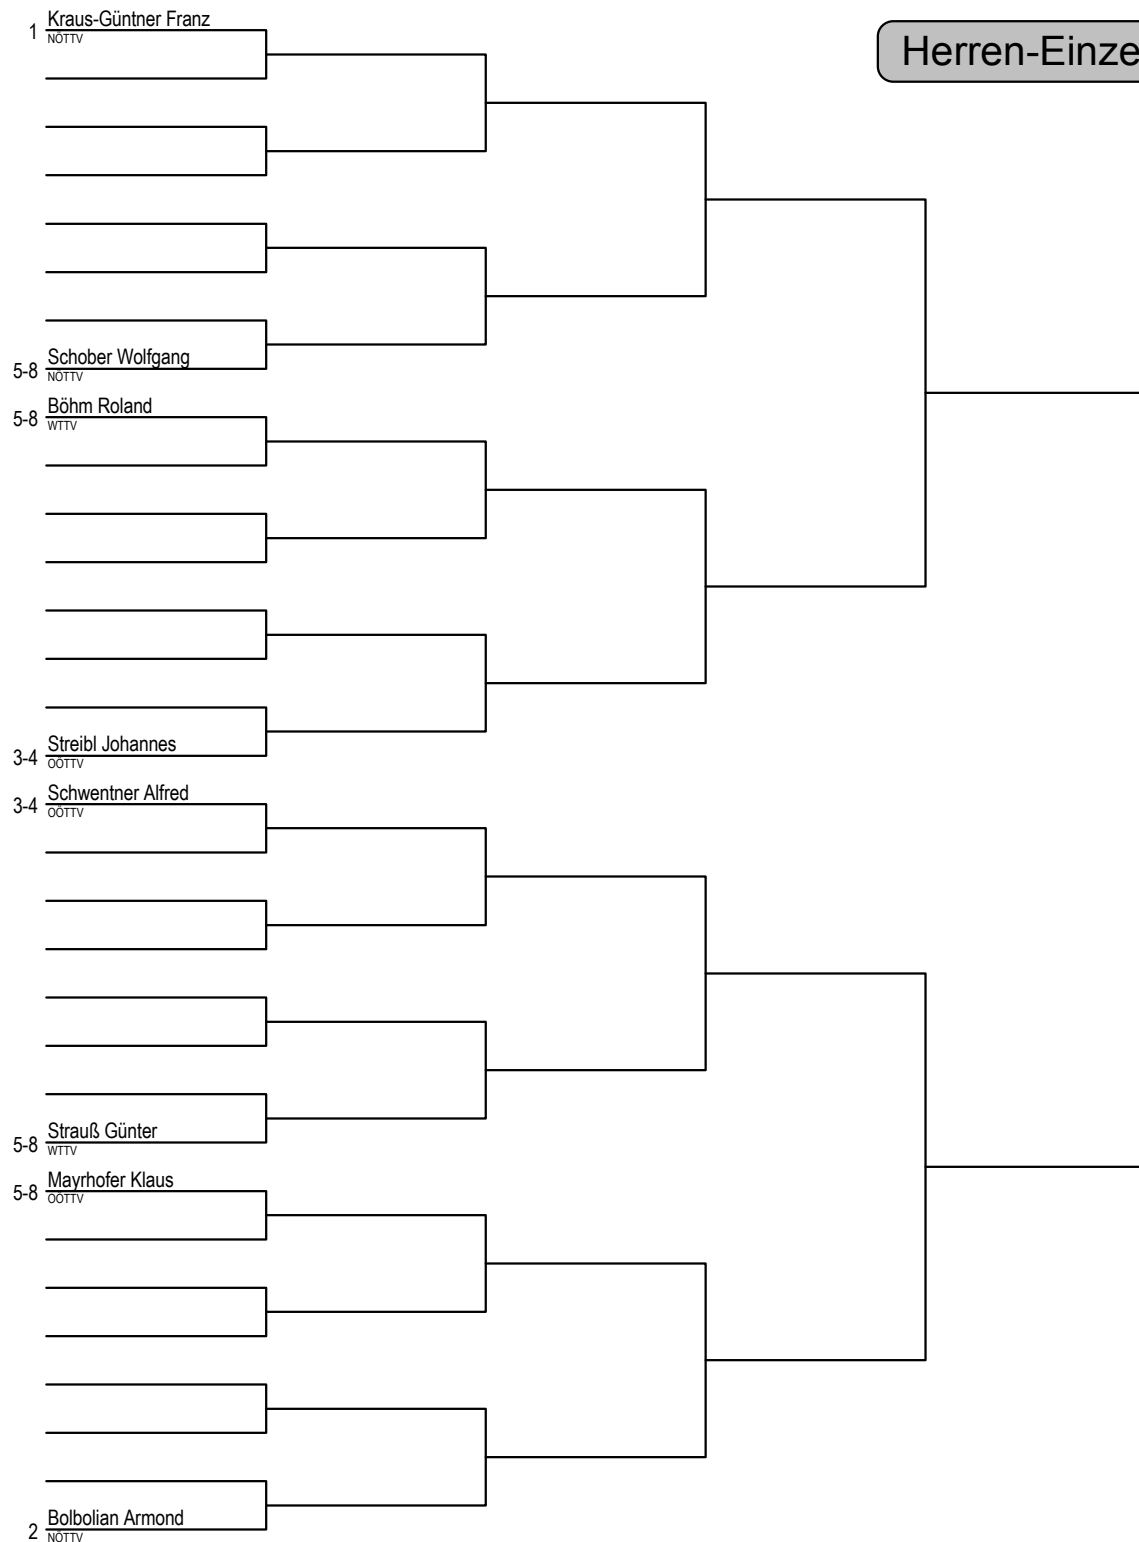 Kraus-Güntner Franz
1
NÖTTV
Herren-Einze
Schober Wolfgang
5-8
NÖTTV
Böhm Roland
5-8
WTTV
Streibl Johannes
3-4
OÖTTV
Schwentner Alfred
3-4
OÖTTV
Strauß Günter
5-8
WTTV
Mayrhofer Klaus
5-8
OÖTTV
Bolbolian Armond
2
NÖTTV